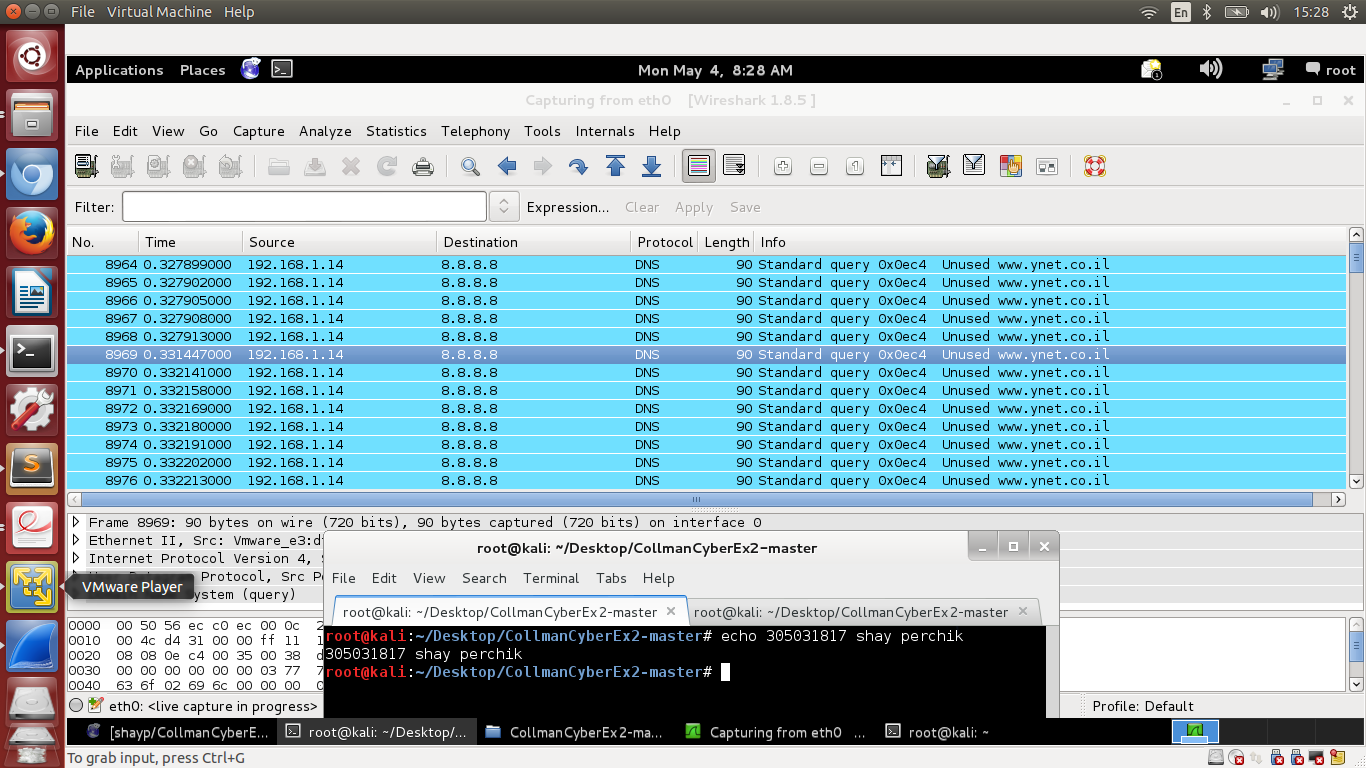 File Virtual Machine Help En 15:28
Applications Places Mon May 4, 8:28 AM 1 root
Capturing from eth0 [Wireshark 1.8.5 ]
File Edit View Go Capture Analyze Statistics Telephony Tools Internals Help
Filter: Expression... Clear Apply Save
No. Time Source Destination Protocol Length Info
8964 0.327899000 192.168.1.14 8.8.8.8 DNS 90 Standard query 0x0ec4 Unused www.ynet.co.il
8965 0.327902000 192.168.1.14 8.8.8.8 DNS 90 Standard query 0x0ec4 Unused www.ynet.co.il
8966 0.327905000 192.168.1.14 8.8.8.8 DNS 90 Standard query 0x0ec4 Unused www.ynet.co.il
8967 0.327908000 192.168.1.14 8.8.8.8 DNS 90 Standard query 0x0ec4 Unused www.ynet.co.il
8968 0.327913000 192.168.1.14 8.8.8.8 DNS 90 Standard query 0x0ec4 Unused www.ynet.co.il
8969 0.331447000 192.168.1.14 8.8.8.8 DNS 90 Standard query 0x0ec4 Unused www.ynet.co.il
8970 0.332141000 192.168.1.14 8.8.8.8 DNS 90 Standard query 0x0ec4 Unused www.ynet.co.il
8971 0.332158000 192.168.1.14 8.8.8.8 DNS 90 Standard query 0x0ec4 Unused www.ynet.co.il
8972 0.332169000 192.168.1.14 8.8.8.8 DNS 90 Standard query 0x0ec4 Unused www.ynet.co.il
8973 0.332180000 192.168.1.14 8.8.8.8 DNS 90 Standard query 0x0ec4 Unused www.ynet.co.il
8974 0.332191000 192.168.1.14 8.8.8.8 DNS 90 Standard query 0x0ec4 Unused www.ynet.co.il
8975 0.332202000 192.168.1.14 8.8.8.8 DNS 90 Standard query 0x0ec4 Unused www.ynet.co.il
8976 0.332213000 192.168.1.14 8.8.8.8 DNS 90 Standard query 0x0ec4 Unused www.ynet.co.il
Frame 8969: 90 bytes on wire (720 bits), 90 bytes captured (720 bits) on interface 0
Ethernet II, Src: Vmware_e3:d
Internet Protocol Version 4, S
Protocol, Src Po
VMware Player
ystem (query)
root@kali: ~/Desktop/CollmanCyberEx2-master
File Edit View Search Terminal Tabs Help
root@kali: ~/Desktop/CollmanCyberEx2-master root@kali: ~/Desktop/CollmanCyberEx2-master
root@kali:~/Desktop/CollmanCyberEx2-master# echo 305031817 shay perchik
305031817 shay perchik
root@kali:~/Desktop/CollmanCyberEx2-master#
0000 00 50 56 ec c0 ec 00 0c 2
0010 00 4c d4 31 00 00 ff 11 1
0020 08 08 0e c4 00 35 00 38 d
0030 00 00 00 00 00 00 03 77 7
0040 63 6f 02 69 6c 00 00 00 0
eth0: <live capture in progress> Profile: Default
[shayp/CollmanCyberE... root@kali: ~/Desktop/... CollmanCyberEx2-ma... Capturing from eth0 ... root@kali: ~
To grab input, press Ctrl+G